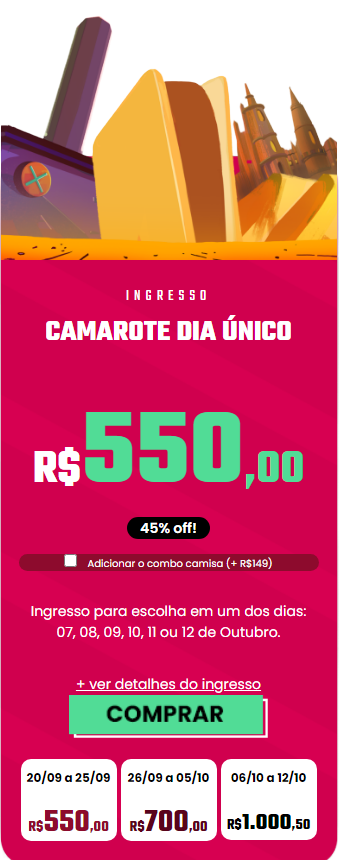 INGRESSO
CAMAROTE DIA ÚNICO
R$550,00
45% off!
Adicionar o combo camisa (+ R$149)
Ingresso para escolha em um dos dias:
07, 08, 09, 10, 11 ou 12 de Outubro.
+ ver detalhes do ingresso
COMPRAR
20/09 a 25/09 26/09 a 05/10 06/10 a 12/10
R$550,00 R$700,00 R$1.000,50